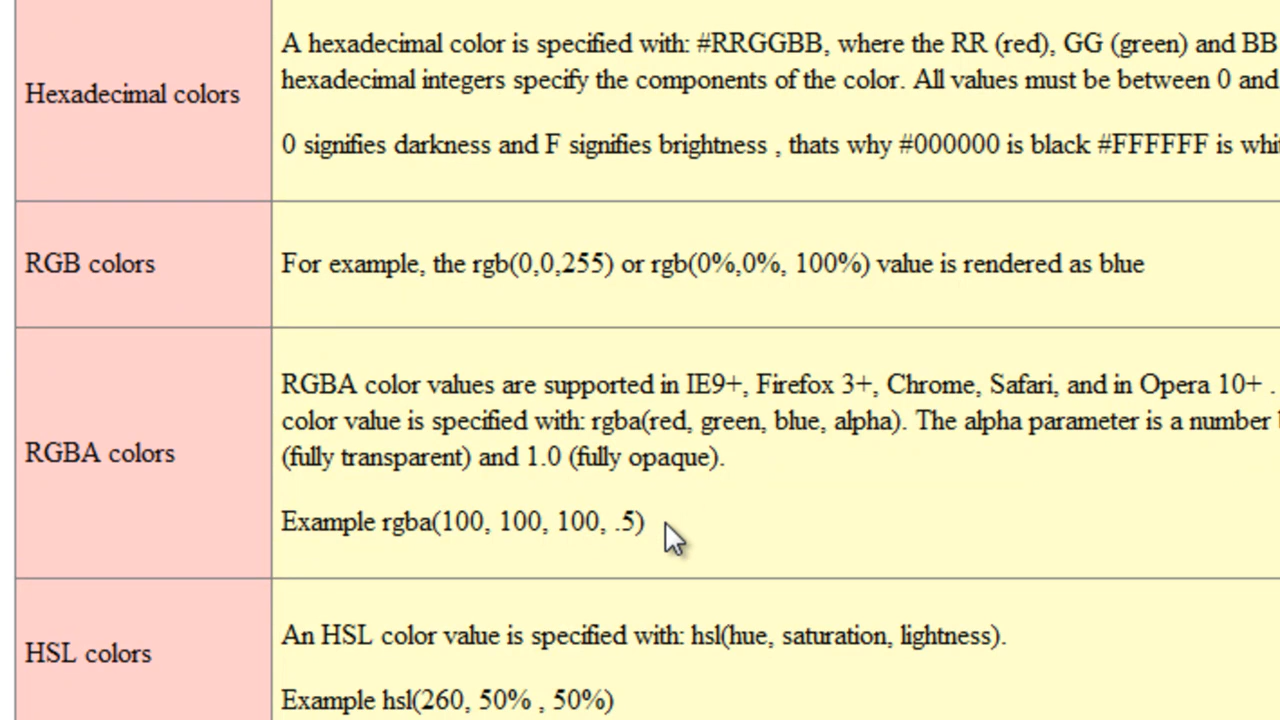 Hexadecimal colors
A hexadecimal color is specified with: #RRGGBB, where the RR (red), GG (green) and BB
hexadecimal integers specify the components of the color. All values must be between 0 and
0 signifies darkness and F signifies brightness , thats why #000000 is black #FFFFFF is
RGB colors
For example, the rgb(0,0,255) or rgb(0%,0%, 100%) value is rendered as blue
RGBA colors
RGBA color values are supported in IE9+, Firefox 3+, Chrome, Safari, and in Opera 10+ .
color value is specified with: rgba(red, green, blue, alpha). The alpha parameter is a number
(fully transparent) and 1.0 (fully opaque).
Example rgba(100, 100, 100, .5)
HSL colors
An HSL color value is specified with: hsl(hue, saturation, lightness).
Example hsl(260, 50% , 50%)